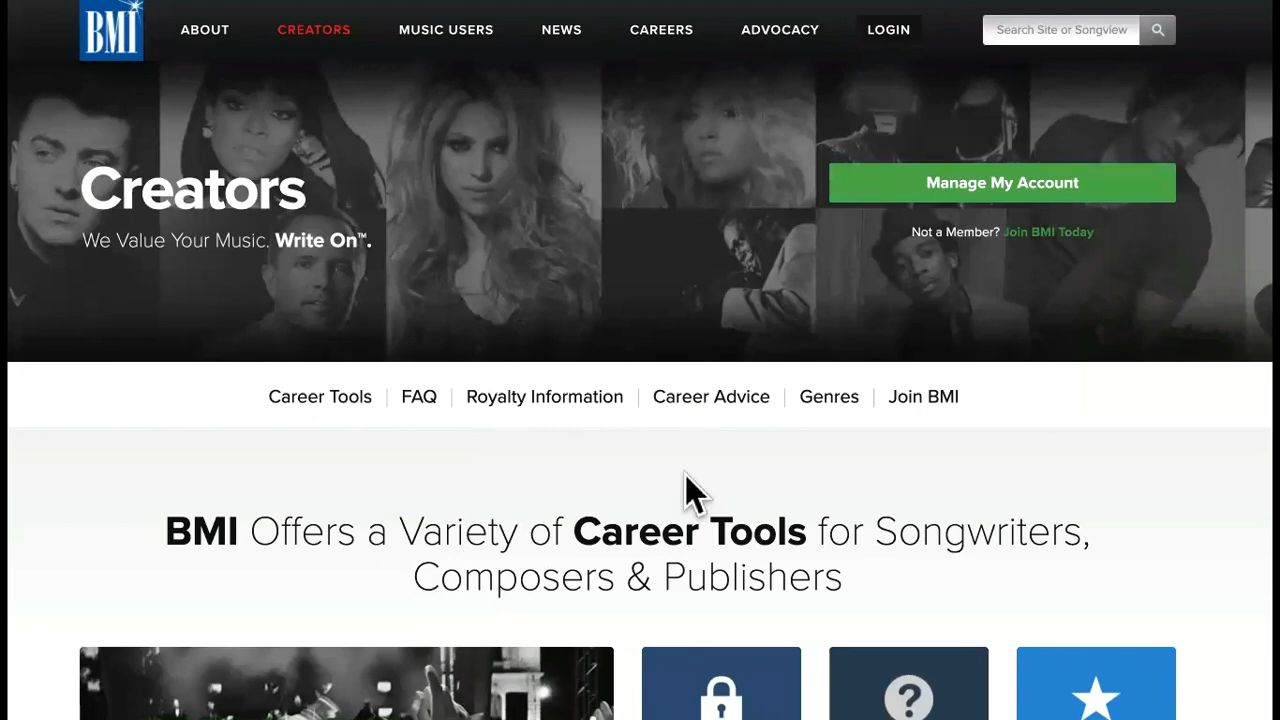 BMI
ABOUT
CREATORS
MUSIC USERS
NEWS
CAREERS
ADVOCACY
LOGIN
Search Site or Songview
Creators
We Value Your Music. Write On™.
Manage My Account
Not a Member? Join BMI Today
Career Tools
FAQ
Royalty Information
Career Advice
Genres
Join BMI
BMI Offers a Variety of Career Tools for Songwriters,
Composers & Publishers
?